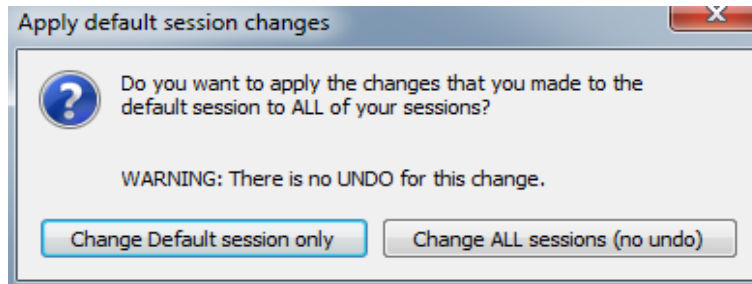 Apply default session changes
Do you want to apply the changes that you made to the
default session to ALL of your sessions?
WARNING: There is no UNDO for this change.
Change Default session only
Change ALL sessions (no undo)